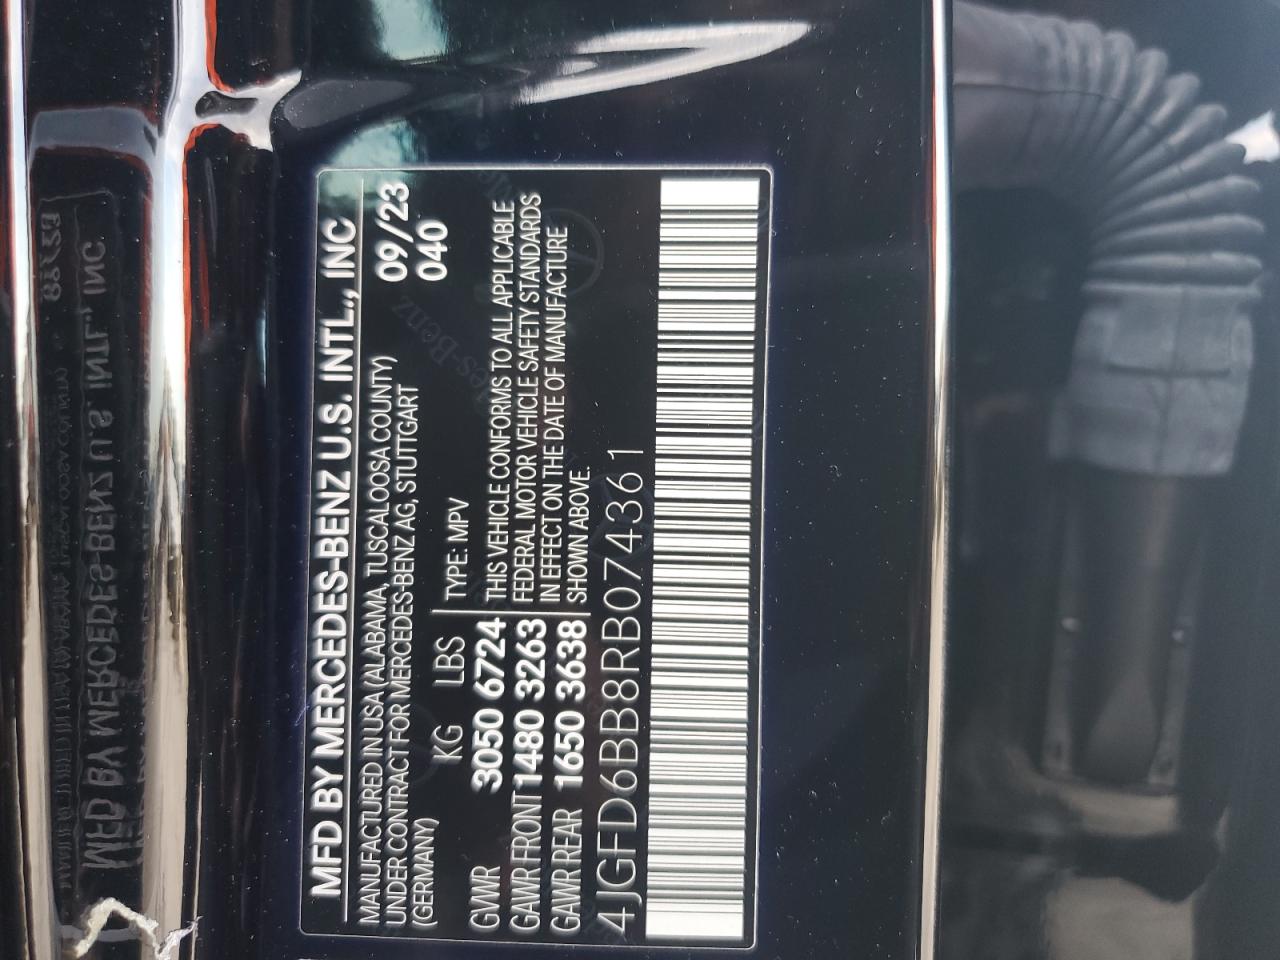 MFD BY MERCEDES-BENZ U.S. INTL., INC
MANUFACTURED IN USA (ALABAMA, TUSCALOOSA COUNTY) 09/23
UNDER CONTRACT FOR MERCEDES-BENZ AG, STUTTGART 040
(GERMANY)
KG LBS TYPE: MPV
GVWR 3050 6724 THIS VEHICLE CONFORMS TO ALL APPLICABLE
GAWR FRONT 1480 3263 FEDERAL MOTOR VEHICLE SAFETY STANDARDS
IN EFFECT ON THE DATE OF MANUFACTURE
GAWR REAR 1650 3638 SHOWN ABOVE.
4JGFD6BB8RB074361